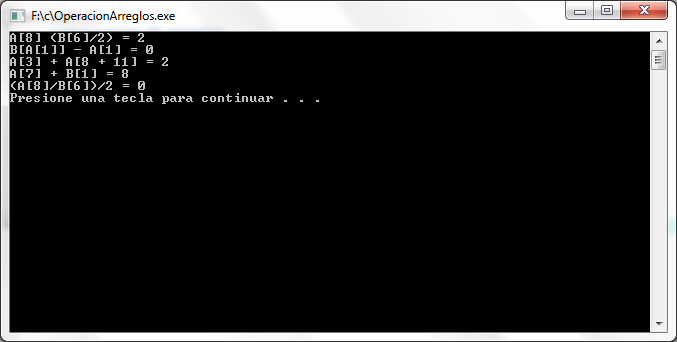 F:\c\OperacionArreglos.exe
A[8] (B[6]/2) = 2
B[A[1]] - A[1] = 0
A[3] + A[8 + 11] = 2
A[7] + B[1] = 8
(A[8]/B[6])/2 = 0
Presione una tecla para continuar . . .